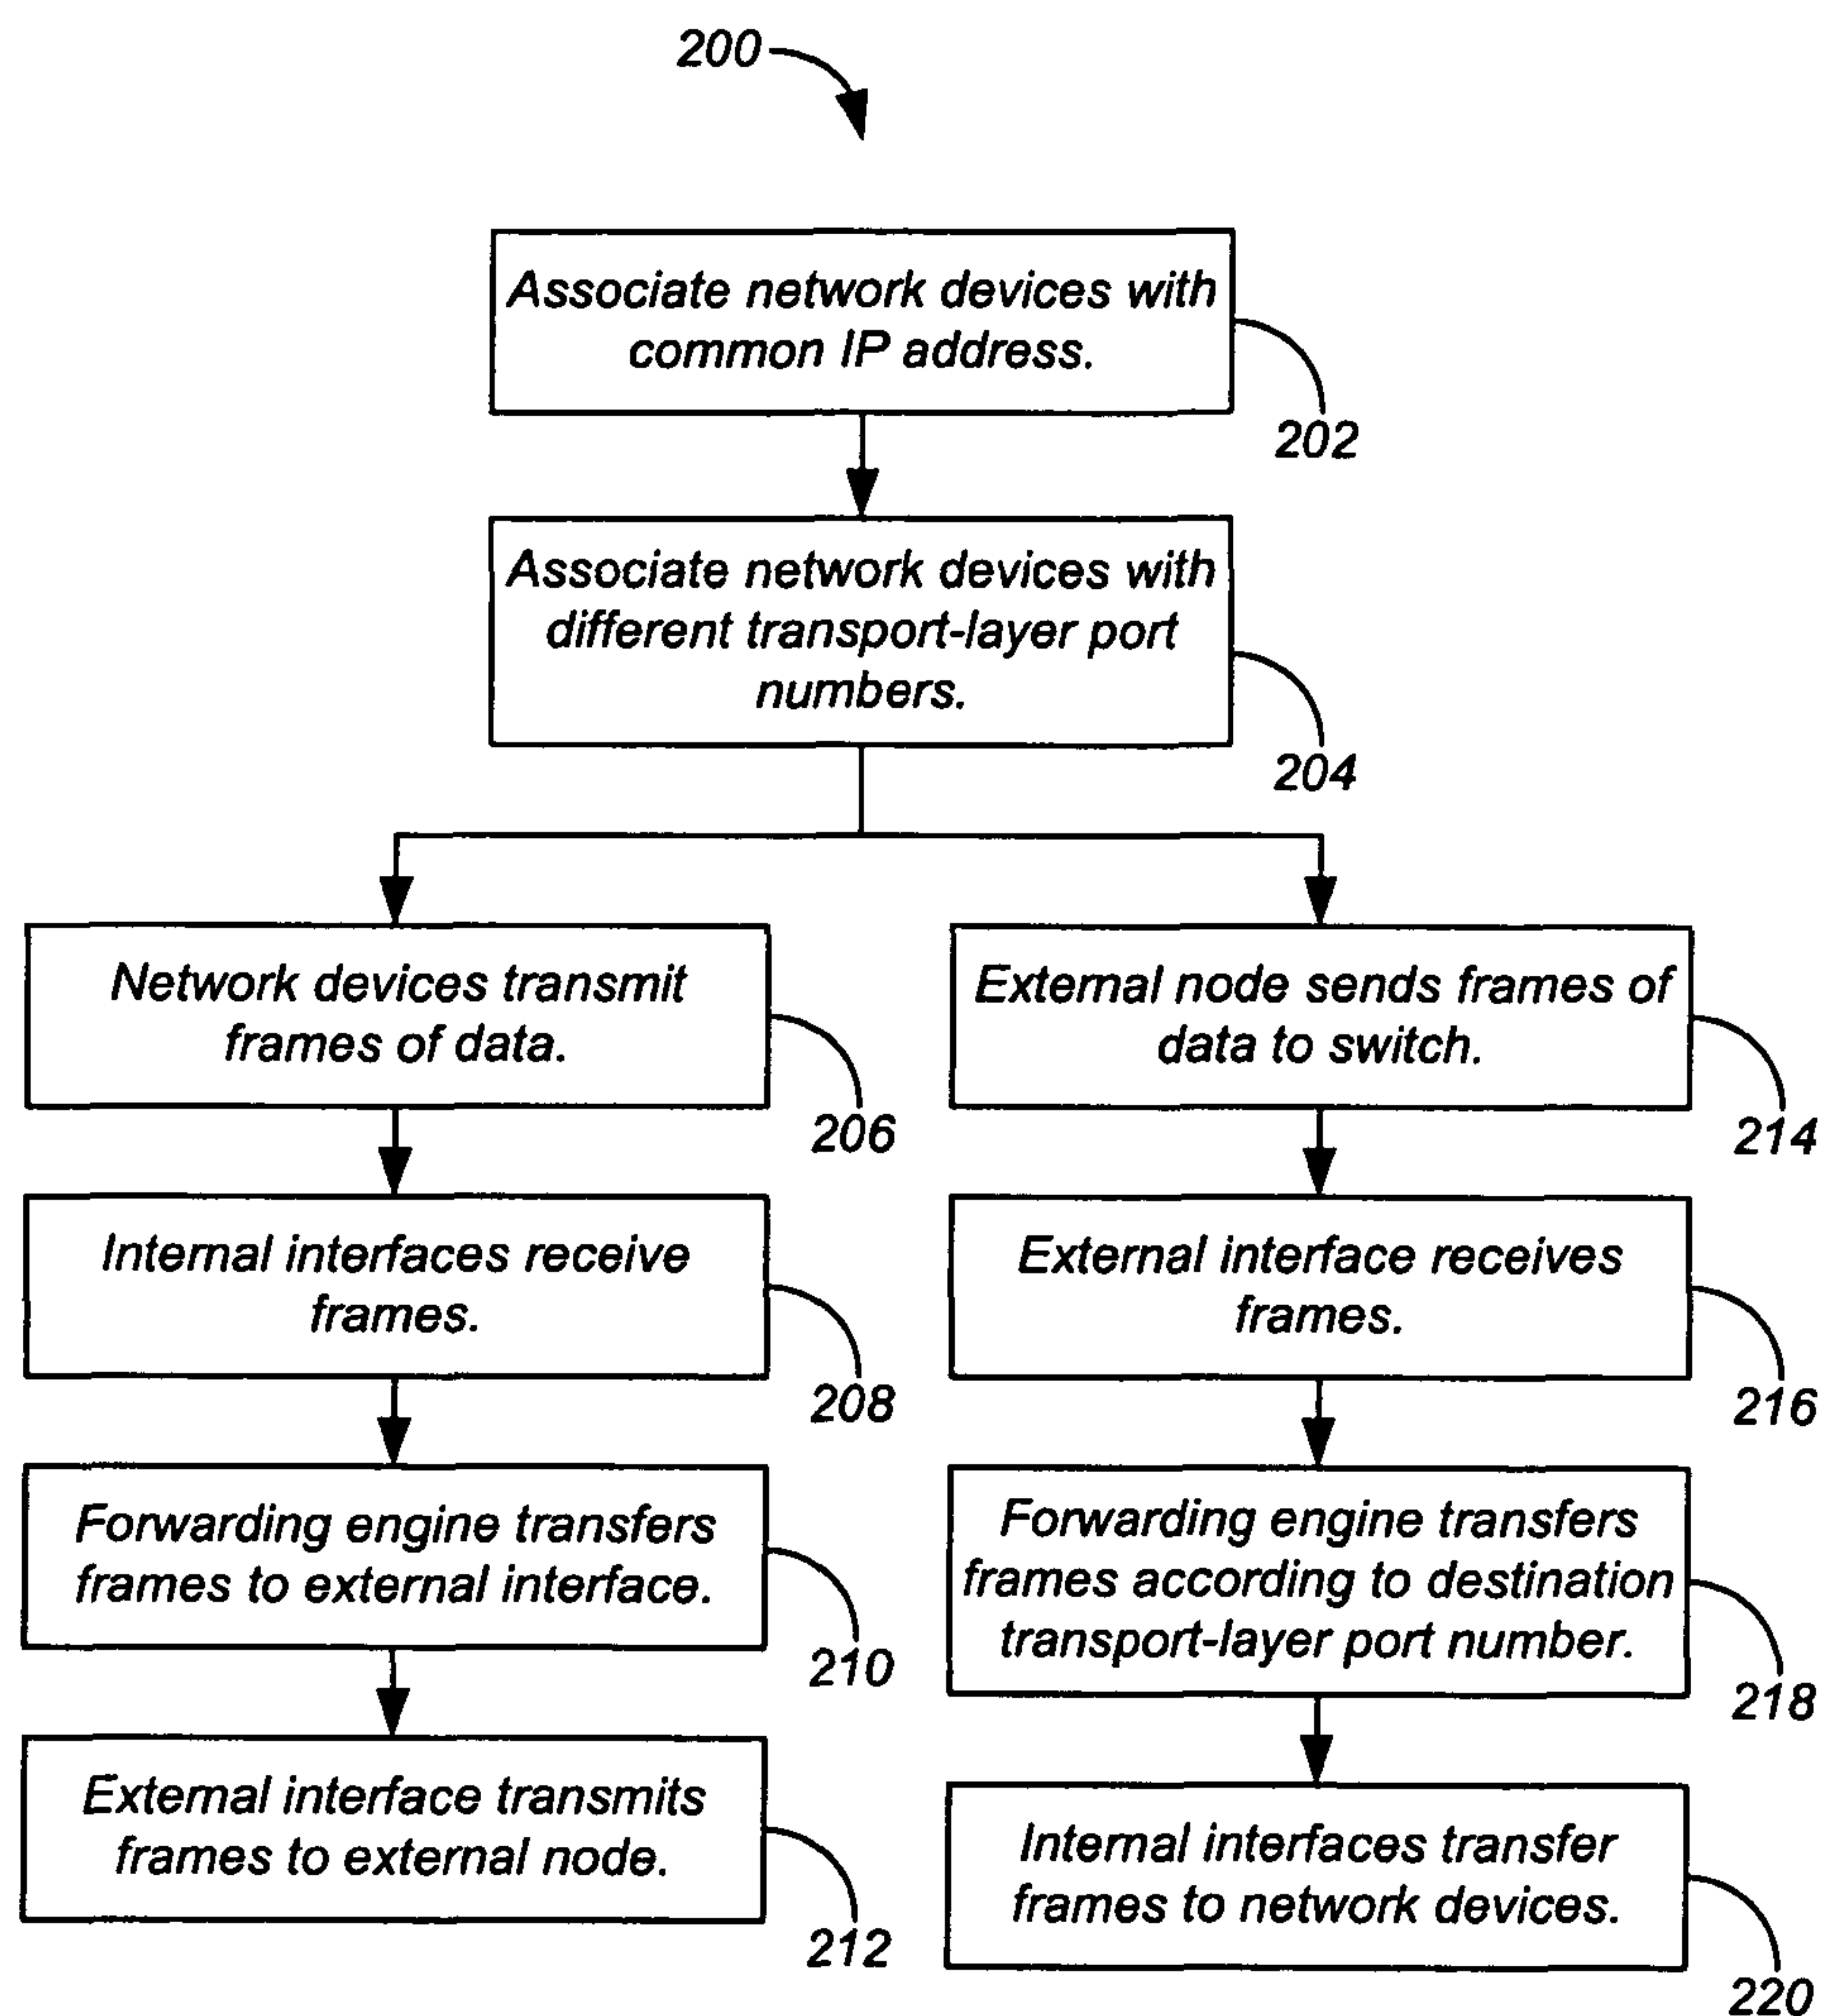 200
Associate network devices with
common IP address.
202
Associate network devices with
different transport-layer port
numbers.
204
Network devices transmit
frames of data.
206
Internal interfaces receive
frames.
208
Forwarding engine transfers
frames to external interface.
210
External interface transmits
frames to external node.
212
External node sends frames of
data to switch.
214
External interface receives
frames.
216
Forwarding engine transfers
frames according to destination
transport-layer port number.
218
Internal interfaces transfer
frames to network devices.
220